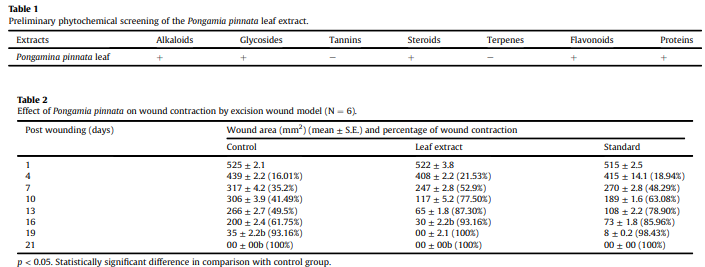 Table 1
Preliminary phytochemical screening of the Pongamia pinnata leaf extract.
Extracts Alkaloids Glycosides Tannins Steroids Terpenes Flavonoids Proteins
Pongamina pinnata leaf + + − + − + +
Table 2
Effect of Pongamia pinnata on wound contraction by excision wound model (N = 6).
Post wounding (days) Wound area (mm²) (mean ± S.E.) and percentage of wound contraction
Control Leaf extract Standard
1 525 ± 2.1 522 ± 3.8 515 ± 2.5
4 439 ± 2.2 (16.01%) 408 ± 2.2 (21.53%) 415 ± 14.1 (18.94%)
7 317 ± 4.2 (35.2%) 247 ± 2.8 (52.9%) 270 ± 2.8 (48.29%)
10 306 ± 3.9 (41.49%) 117 ± 5.2 (77.50%) 189 ± 1.6 (63.08%)
13 266 ± 2.7 (49.5%) 65 ± 1.8 (87.30%) 108 ± 2.2 (78.90%)
16 200 ± 2.4 (61.75%) 30 ± 2.2b (93.16%) 73 ± 1.8 (85.96%)
19 35 ± 2.2b (93.16%) 00 ± 2.1 (100%) 8 ± 0.2 (98.43%)
21 00 ± 00b (100%) 00 ± 00b (100%) 00 ± 00 (100%)
p < 0.05. Statistically significant difference in comparison with control group.